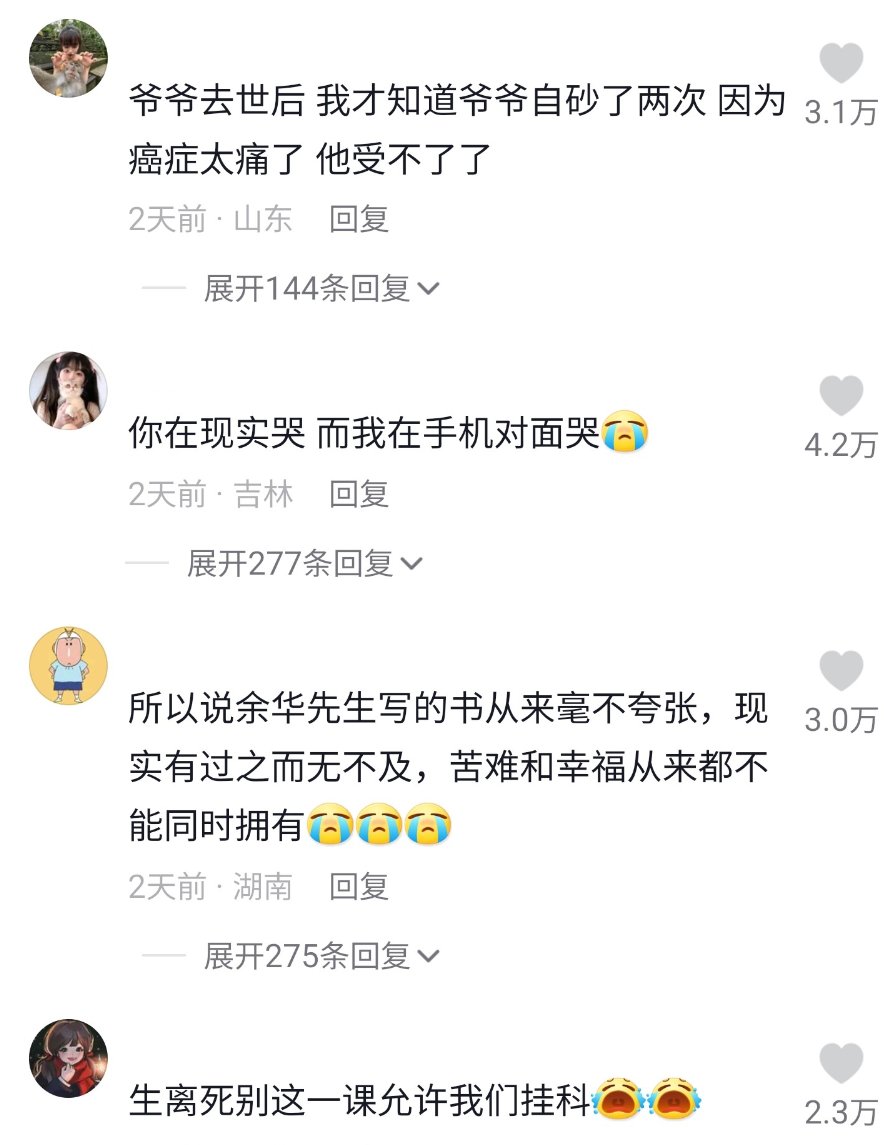 爷爷去世后 我才知道爷爷自砂了两次 因为
癌症太痛了 他受不了了
3.1万
2天前 · 山东 回复
展开144条回复
你在现实哭 而我在手机对面哭😭
4.2万
2天前 · 吉林 回复
展开277条回复
所以说余华先生写的书从来毫不夸张，现
实有过之而无不及，苦难和幸福从来都不
能同时拥有😭😭😭
3.0万
2天前 · 湖南 回复
展开275条回复
生离死别这一课允许我们挂科😭😭
2.3万